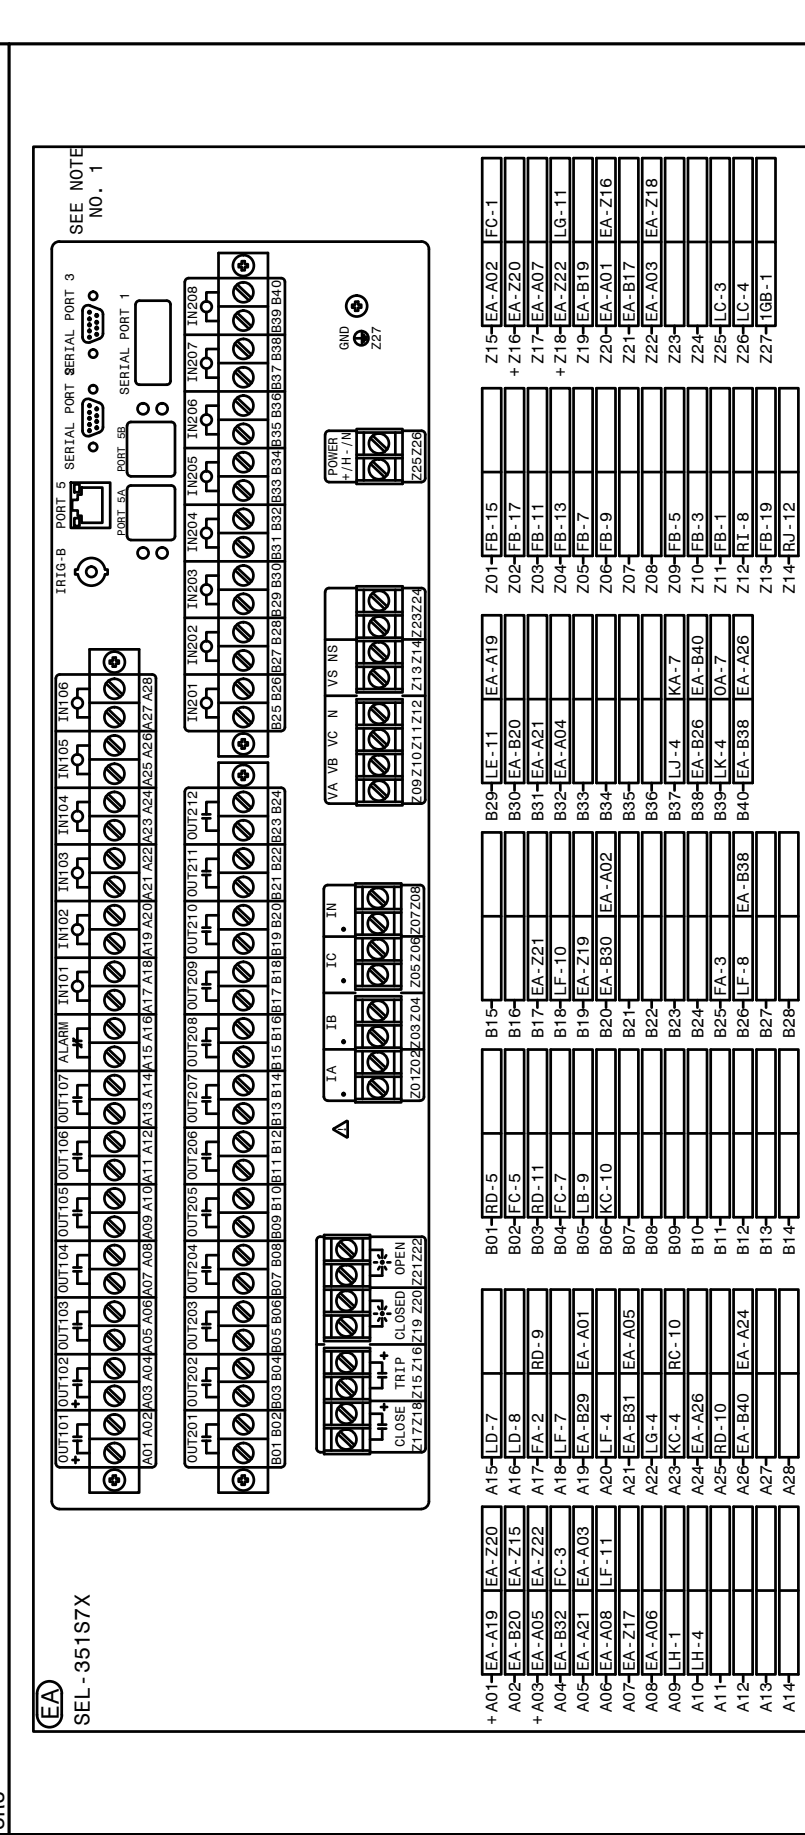 SEE NOTE
NO. 1
EA
SEL-351S7X
IRIG-B
PORT 5
SERIAL PORT
SERIAL PORT 3
PORT 5A
PORT 5B
SERIAL PORT 1
OUT101 OUT102 OUT103 OUT104 OUT105 OUT106 OUT107 ALARM IN101 IN102 IN103 IN104 IN105 IN106
+ +
A01 A02 A03 A04 A05 A06 A07 A08 A09 A10 A11 A12 A13 A14 A15 A16 A17 A18 A19 A20 A21 A22 A23 A24 A25 A26 A27 A28
OUT201 OUT202 OUT203 OUT204 OUT205 OUT206 OUT207 OUT208 OUT209 OUT210 OUT211 OUT212 IN201 IN202 IN203 IN204 IN205 IN206 IN207 IN208
B01 B02 B03 B04 B05 B06 B07 B08 B09 B10 B11 B12 B13 B14 B15 B16 B17 B18 B19 B20 B21 B22 B23 B24 B25 B26 B27 B28 B29 B30 B31 B32 B33 B34 B35 B36 B37 B38 B39 B40
+ +
CLOSE TRIP CLOSED OPEN
Z17 Z18 Z15 Z16 Z19 Z20 Z21 Z22
IA IB IC IN
Z01 Z02 Z03 Z04 Z05 Z06 Z07 Z08
VA VB VC N VS NS
Z09 Z10 Z11 Z12 Z13 Z14 Z23 Z24
POWER
+/H -/N
Z25 Z26
GND
Z27
+A01 EA-A19 EA-Z20
A02 EA-B20 EA-Z15
+A03 EA-A05 EA-Z22
A04 EA-B32 FC-3
A05 EA-A21 EA-A03
A06 EA-A08 LF-11
A07 EA-Z17
A08 EA-A06
A09 LH-1
A10 LH-4
A11
A12
A13
A14
A15 LD-7
A16 LD-8
A17 FA-2 RD-9
A18 LF-7
A19 EA-B29 EA-A01
A20 LF-4
A21 EA-B31 EA-A05
A22 LG-4
A23 KC-4 RC-10
A24 EA-A26
A25 RD-10
A26 EA-B40 EA-A24
A27
A28
B01 RD-5
B02 FC-5
B03 RD-11
B04 FC-7
B05 LB-9
B06 KC-10
B07
B08
B09
B10
B11
B12
B13
B14
B15
B16
B17 EA-Z21
B18 LF-10
B19 EA-Z19
B20 EA-B30 EA-A02
B21
B22
B23
B24
B25 FA-3
B26 LF-8 EA-B38
B27
B28
B29 LE-11 EA-A19
B30 EA-B20
B31 EA-A21
B32 EA-A04
B33
B34
B35
B36
B37 LJ-4 KA-7
B38 EA-B26 EA-B40
B39 LK-4 OA-7
B40 EA-B38 EA-A26
Z01 FB-15
Z02 FB-17
Z03 FB-11
Z04 FB-13
Z05 FB-7
Z06 FB-9
Z07
Z08
Z09 FB-5
Z10 FB-3
Z11 FB-1
Z12 RI-8
Z13 FB-19
Z14 RJ-12
Z15 EA-A02 FC-1
+Z16 EA-Z20
Z17 EA-A07
+Z18 EA-Z22 LG-11
Z19 EA-B19
Z20 EA-A01 EA-Z16
Z21 EA-B17
Z22 EA-A03 EA-Z18
Z23
Z24
Z25 LC-3
Z26 LC-4
Z27 1GB-1